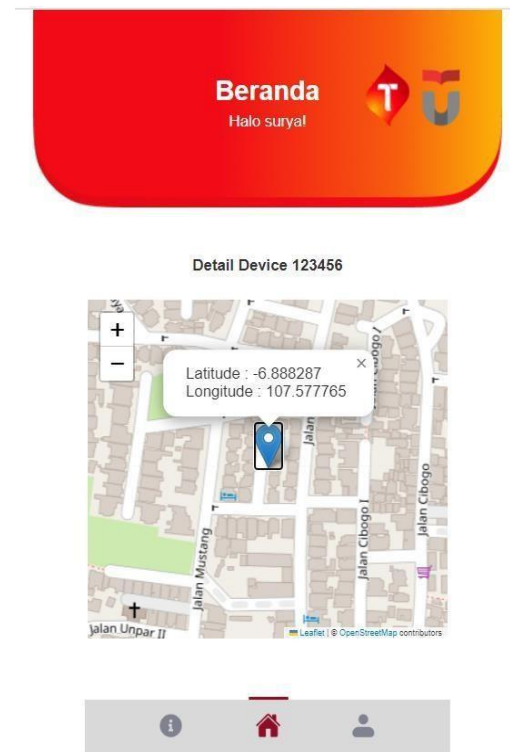 Beranda
Halo surya!
T
Detail Device 123456
+
−
Latitude : -6.888287
Longitude : 107.577765
×
Jalan Cibogo I
Jalan Cibogo
Jalan Mustang
Jalan Unpar II
Leaflet | © OpenStreetMap contributors